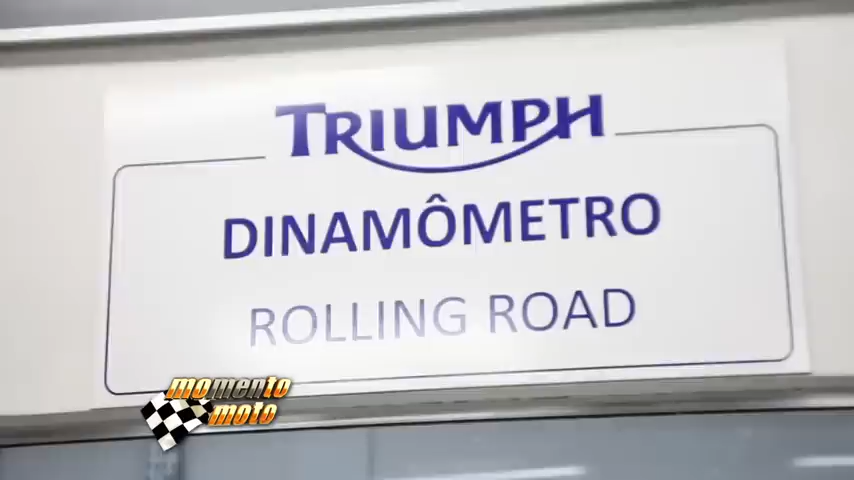 TRIUMPH
DINAMÔMETRO
ROLLING ROAD
momento
moto